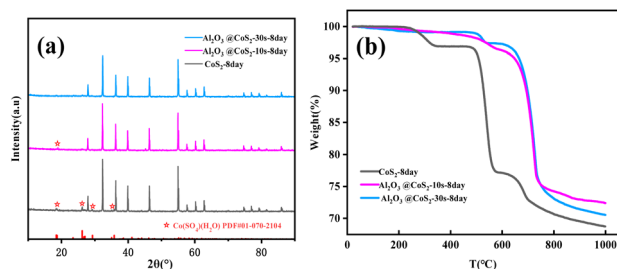 (a)
Al₂O₃ @CoS₂-30s-8day
Al₂O₃ @CoS₂-10s-8day
CoS₂-8day
Intensity(a.u)
☆ Co(SO₄)(H₂O) PDF#01-070-2104
20 40 60 80
2θ(°)
(b)
Weight(%)
100
95
90
85
80
75
70
CoS₂-8day
Al₂O₃ @CoS₂-10s-8day
Al₂O₃ @CoS₂-30s-8day
0 200 400 600 800 1000
T(℃)